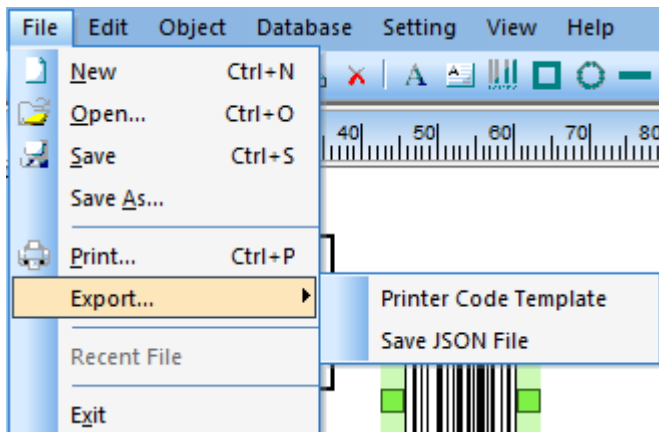 File Edit Object Database Setting View Help
New Ctrl+N
Open... Ctrl+O
40 50 60 70 80
Save Ctrl+S
Save As...
Print... Ctrl+P
Export...
Printer Code Template
Save JSON File
Recent File
Exit